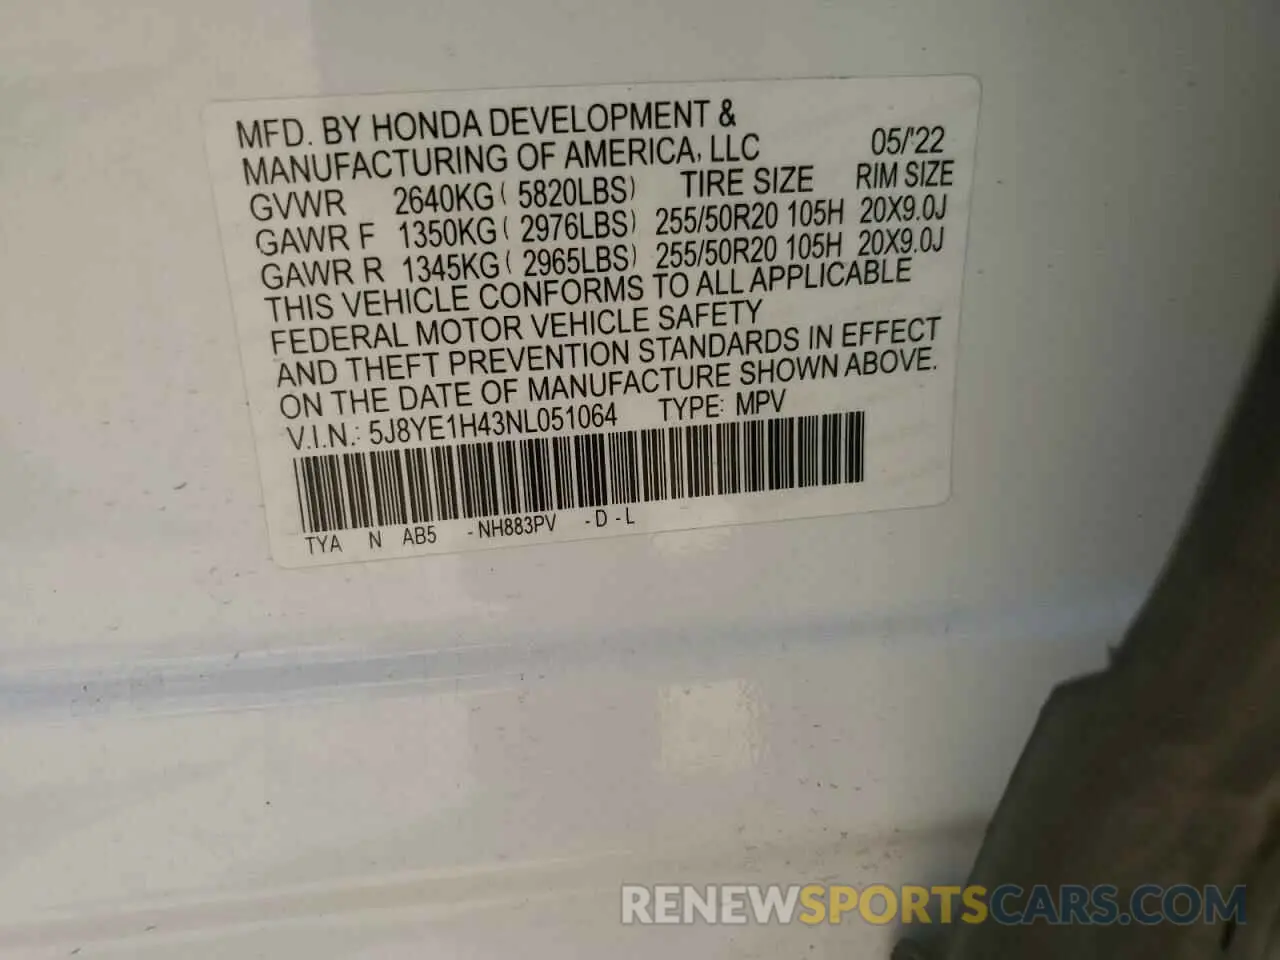 MFD. BY HONDA DEVELOPMENT &
MANUFACTURING OF AMERICA, LLC 05/'22
GVWR 2640KG ( 5820LBS) TIRE SIZE RIM SIZE
GAWR F 1350KG ( 2976LBS) 255/50R20 105H 20X9.0J
GAWR R 1345KG ( 2965LBS) 255/50R20 105H 20X9.0J
THIS VEHICLE CONFORMS TO ALL APPLICABLE
FEDERAL MOTOR VEHICLE SAFETY
AND THEFT PREVENTION STANDARDS IN EFFECT
ON THE DATE OF MANUFACTURE SHOWN ABOVE.
V.I.N.: 5J8YE1H43NL051064 TYPE: MPV
TYA N AB5 -NH883PV -D-L
RENEWSPORTSCARS.COM